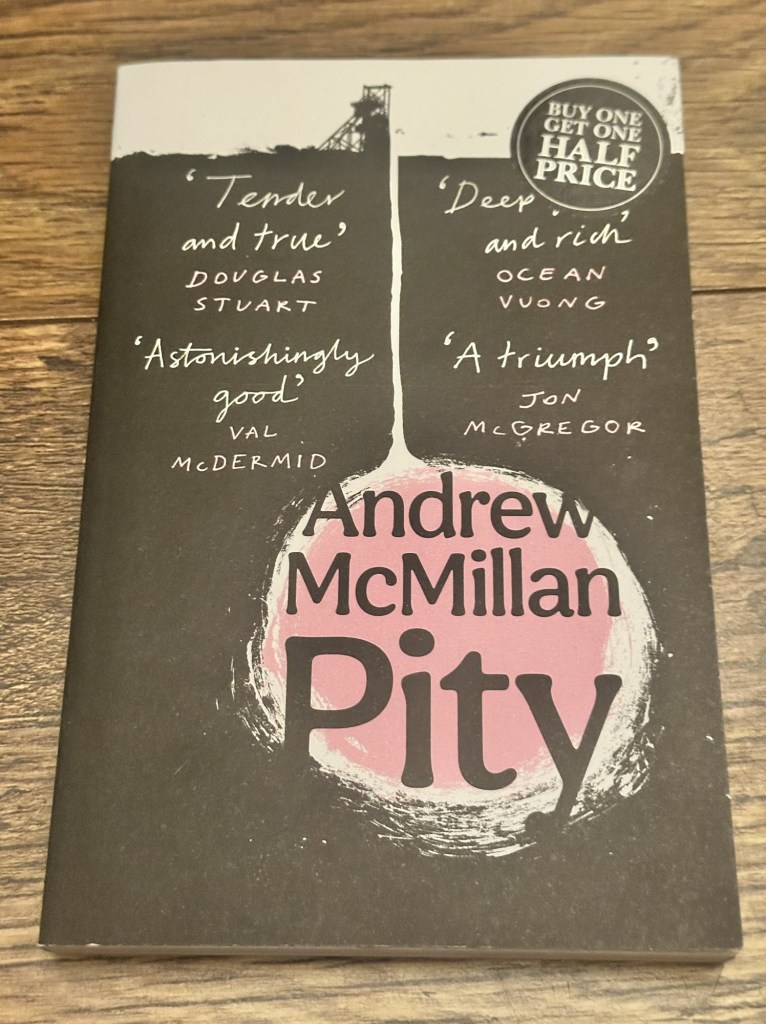 BUY ONE
GET ONE
HALF
PRICE
‘Tender
and true’
DOUGLAS
STUART
‘Deep
and rich’
OCEAN
VUONG
‘Astonishingly
good’
VAL
McDERMID
‘A triumph’
JON
McGREGOR
Andrew
McMillan
Pity